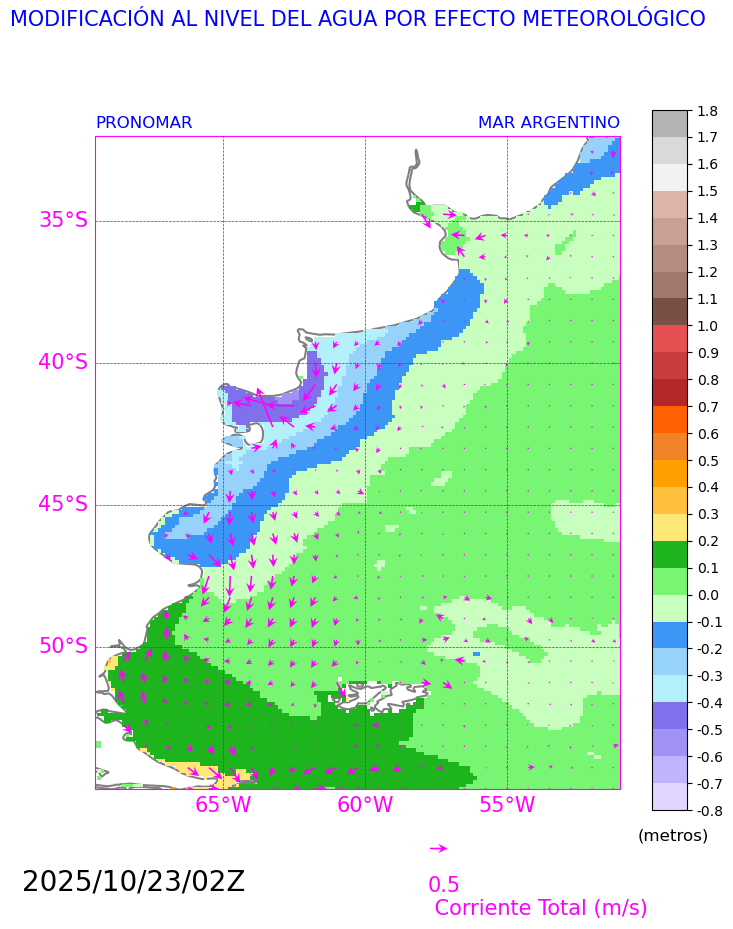 MODIFICACIÓN AL NIVEL DEL AGUA POR EFECTO METEOROLÓGICO
PRONOMAR MAR ARGENTINO
35°S
40°S
45°S
50°S
65°W 60°W 55°W
1.8
1.7
1.6
1.5
1.4
1.3
1.2
1.1
1.0
0.9
0.8
0.7
0.6
0.5
0.4
0.3
0.2
0.1
0.0
-0.1
-0.2
-0.3
-0.4
-0.5
-0.6
-0.7
-0.8
(metros)
2025/10/23/02Z
0.5
Corriente Total (m/s)